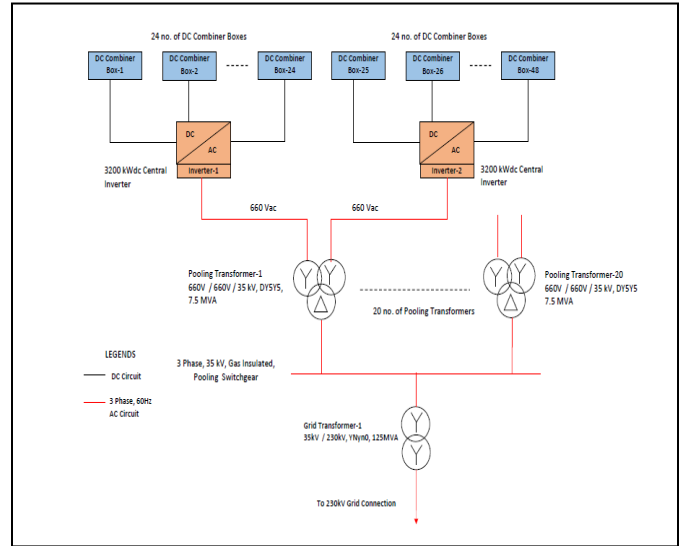 24 no. of DC Combiner Boxes
24 no. of DC Combiner Boxes
DC Combiner
Box-1
DC Combiner
Box-2
DC Combiner
Box-24
DC Combiner
Box-25
DC Combiner
Box-26
DC Combiner
Box-48
DC
AC
Inverter-1
3200 kWdc Central
Inverter
DC
AC
Inverter-2
3200 kWdc Central
Inverter
660 Vac
660 Vac
Pooling Transformer-1
660V / 660V / 35 kV, DY5Y5,
7.5 MVA
Y
Y
Δ
20 no. of Pooling Transformers
Y
Y
Δ
Pooling Transformer-20
660V / 660V / 35 kV, DY5Y5
7.5 MVA
LEGENDS
DC Circuit
3 Phase, 60Hz
AC Circuit
3 Phase, 35 kV, Gas Insulated,
Pooling Switchgear
Grid Transformer-1
35kV / 230kV, YNyn0, 125MVA
Y
Y
To 230kV Grid Connection